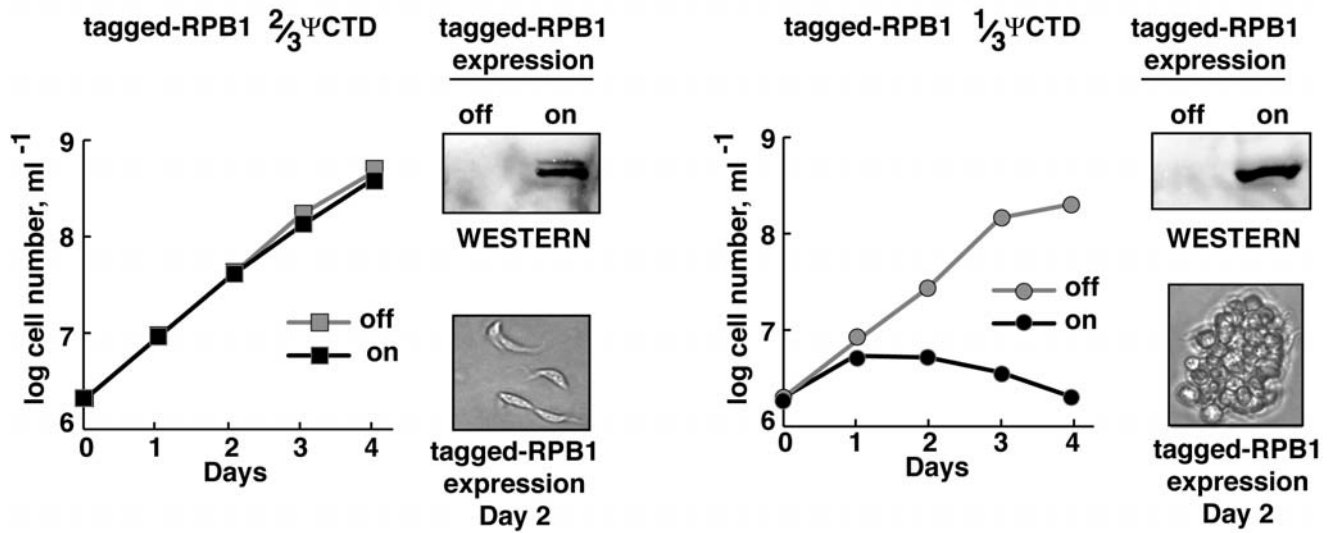 tagged-RPB1 ⅔ΨCTD
tagged-RPB1
expression
off on
WESTERN
log cell number, ml -1
9
8
7
6
off
on
0 1 2 3 4
Days
tagged-RPB1
expression
Day 2
tagged-RPB1 ⅓ΨCTD
tagged-RPB1
expression
off on
WESTERN
log cell number, ml -1
9
8
7
6
off
on
0 1 2 3 4
Days
tagged-RPB1
expression
Day 2